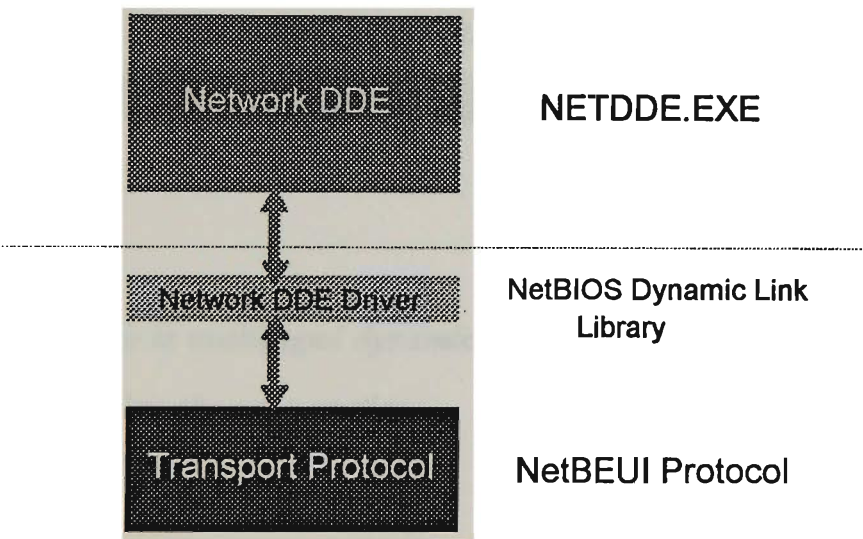 Network DDE
NETDDE.EXE
Network DDE Driver
NetBIOS Dynamic Link
Library
Transport Protocol
NetBEUI Protocol